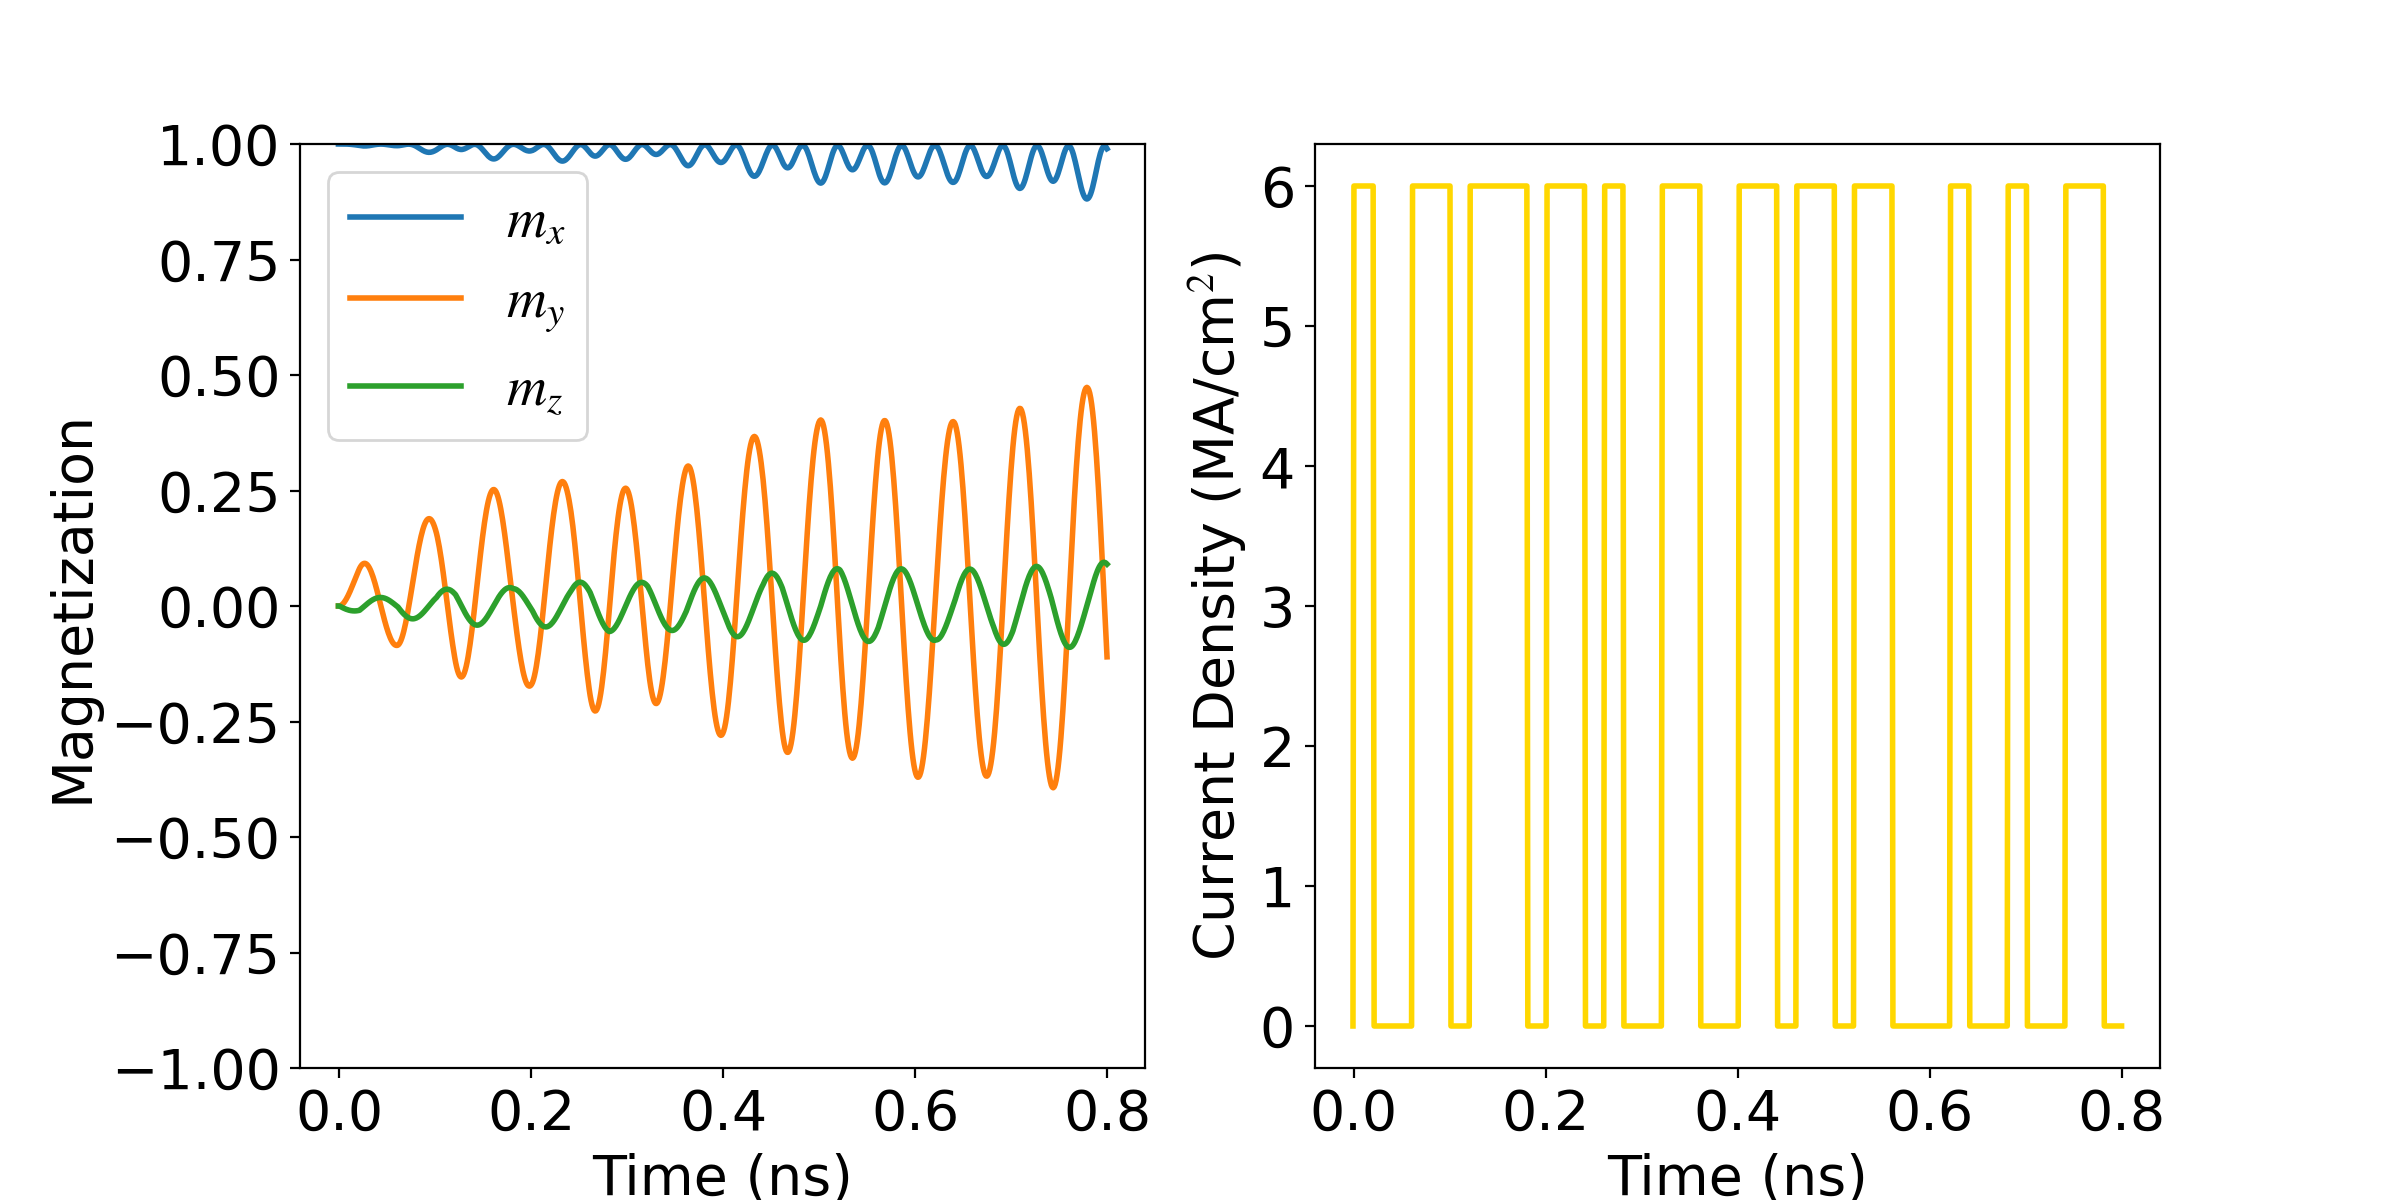 Magnetization
1.00
0.75
0.50
0.25
0.00
−0.25
−0.50
−0.75
−1.00
m_x
m_y
m_z
0.0 0.2 0.4 0.6 0.8
Time (ns)
Current Density (MA/cm²)
6
5
4
3
2
1
0
0.0 0.2 0.4 0.6 0.8
Time (ns)